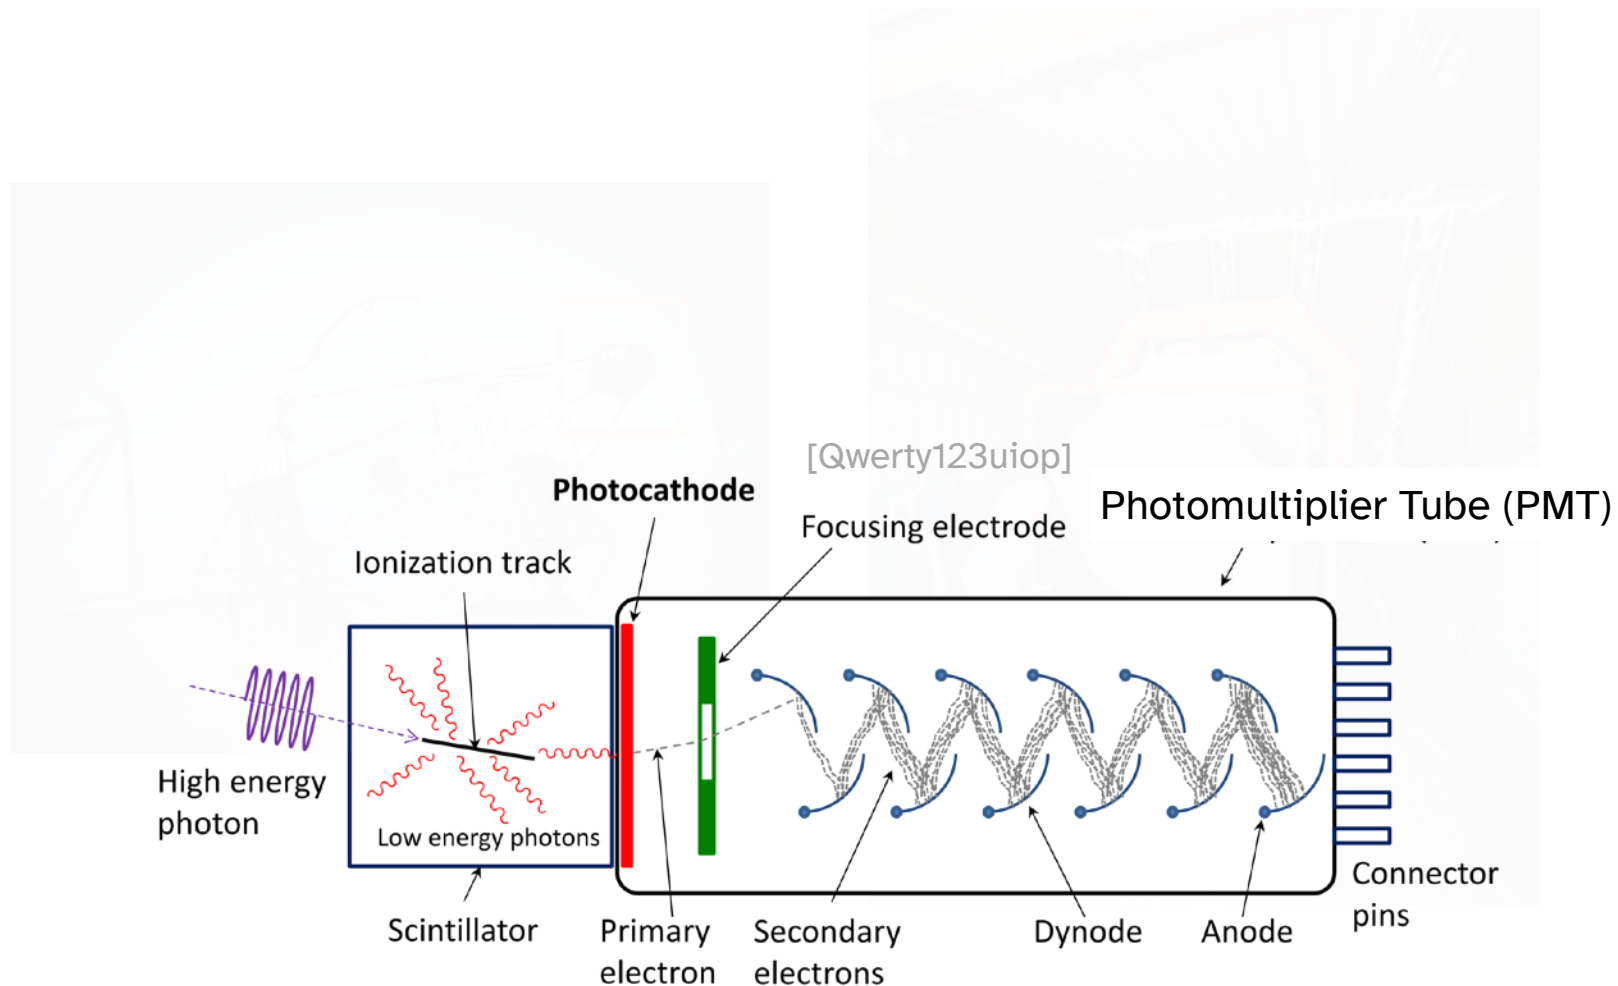 [Qwerty123uiop]
Photocathode
Photomultiplier Tube (PMT)
Focusing electrode
Ionization track
High energy
photon
Low energy photons
Scintillator
Primary
electron
Secondary
electrons
Dynode
Anode
Connector
pins